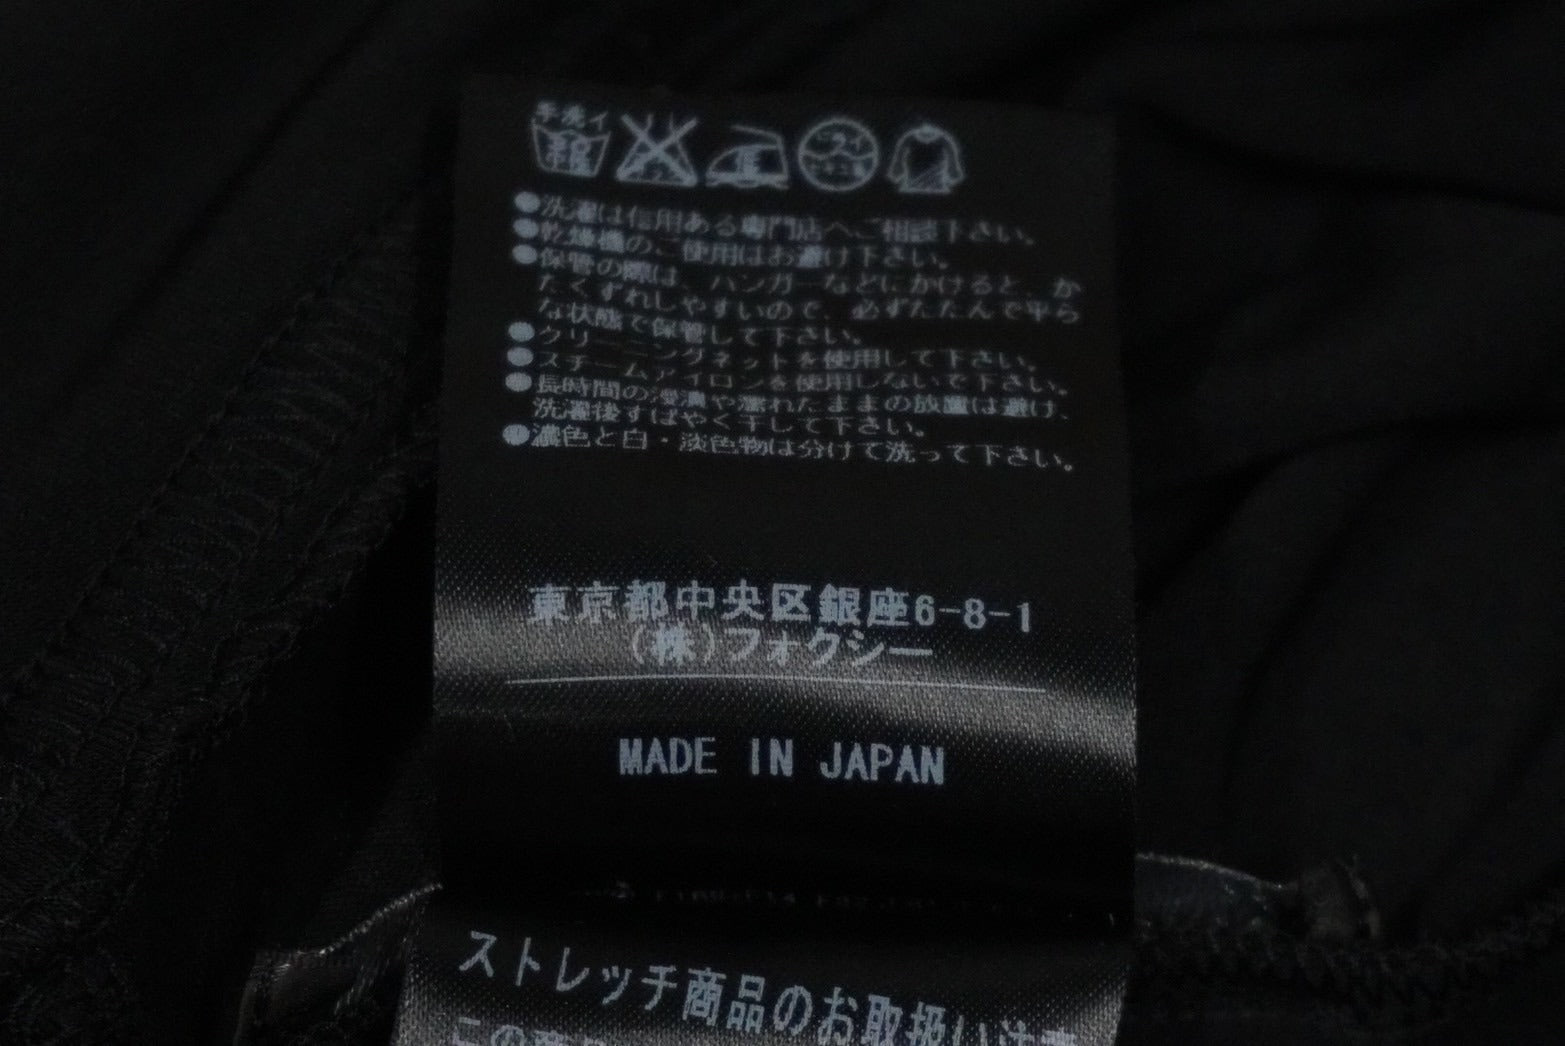 手洗イ
●洗濯は信用ある専門店へご相談下さい。
●乾燥機のご使用はお避け下さい。
●保管の際は、ハンガーなどにかけると、か
たくずれしやすいので、必ずたたんで平ら
な状態で保管して下さい。
●クリーニングネットを使用して下さい。
●スチームアイロンを使用しないで下さい。
●長時間の浸漬や濡れたままの放置は避け、
洗濯後すばやく干して下さい。
●濃色と白・淡色物は分けて洗って下さい。
東京都中央区銀座6-8-1
(株)フォクシー
MADE IN JAPAN
ストレッチ商品のお取扱い注意
この商品